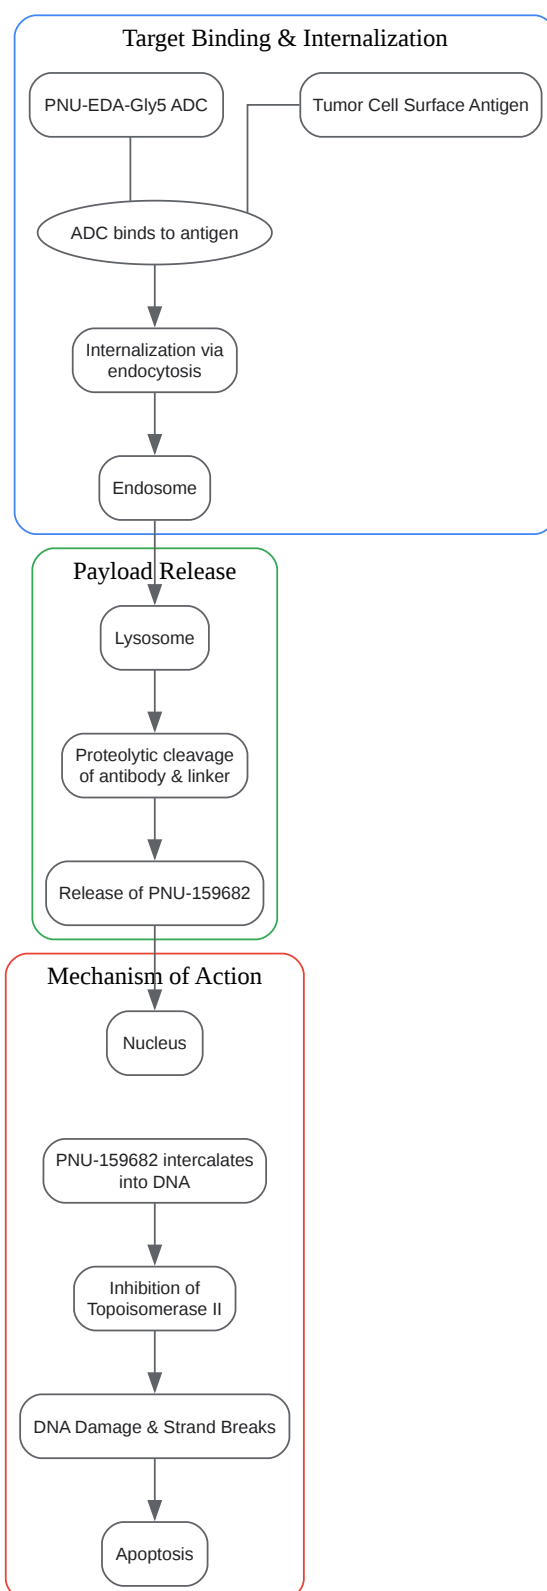 Target Binding & Internalization
PNU-EDA-Gly5 ADC
Tumor Cell Surface Antigen
ADC binds to antigen
Internalization via
endocytosis
Endosome
Payload Release
Lysosome
Proteolytic cleavage
of antibody & linker
Release of PNU-159682
Mechanism of Action
Nucleus
PNU-159682 intercalates
into DNA
Inhibition of
Topoisomerase II
DNA Damage & Strand Breaks
Apoptosis